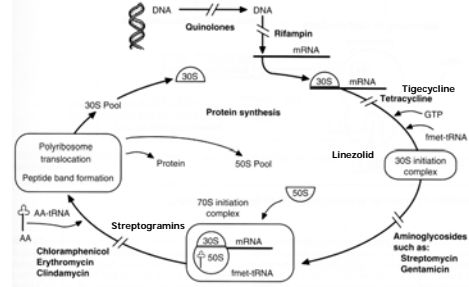 DNA
DNA
Quinolones
Rifampin
mRNA
30S
30S
mRNA
Tigecycline
Tetracycline
30S Pool
Protein synthesis
GTP
fmet-tRNA
Polyribosome
translocation
Peptide band formation
Protein
50S Pool
Linezolid
30S initiation
complex
70S initiation
complex
50S
AA-tRNA
AA
Streptogramins
30S
mRNA
50S
fmet-tRNA
Chloramphenicol
Erythromycin
Clindamycin
Aminoglycosides
such as:
Streptomycin
Gentamicin